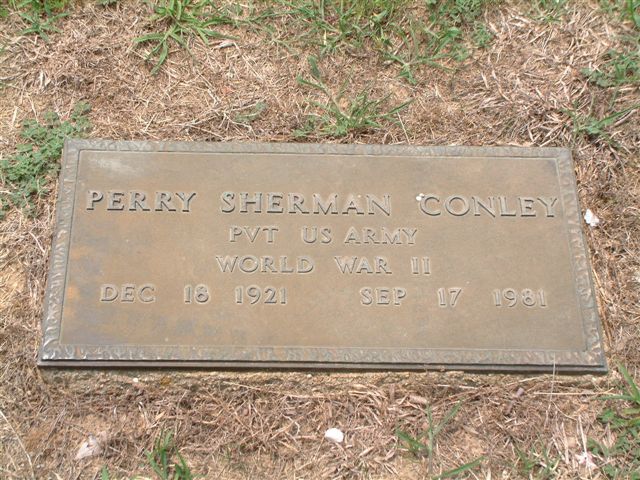 PERRY SHERMAN CONLEY
PVT US ARMY
WORLD WAR II
DEC 18 1921 SEP 17 1981